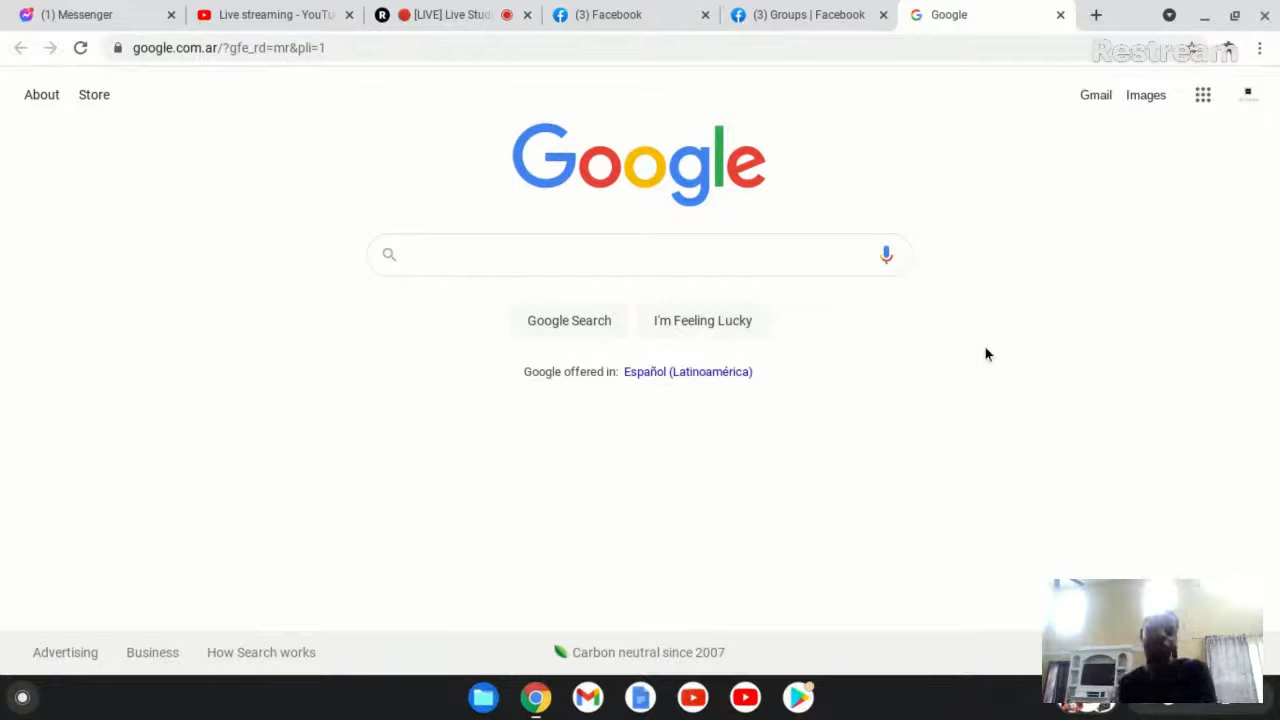 (1) Messenger
Live streaming - YouTu
[LIVE] Live Stud
(3) Facebook
(3) Groups | Facebook
Google
google.com.ar/?gfe_rd=mr&pli=1
Restream
About
Store
Gmail
Images
Google
Google Search
I'm Feeling Lucky
Google offered in: Español (Latinoamérica)
Advertising
Business
How Search works
Carbon neutral since 2007